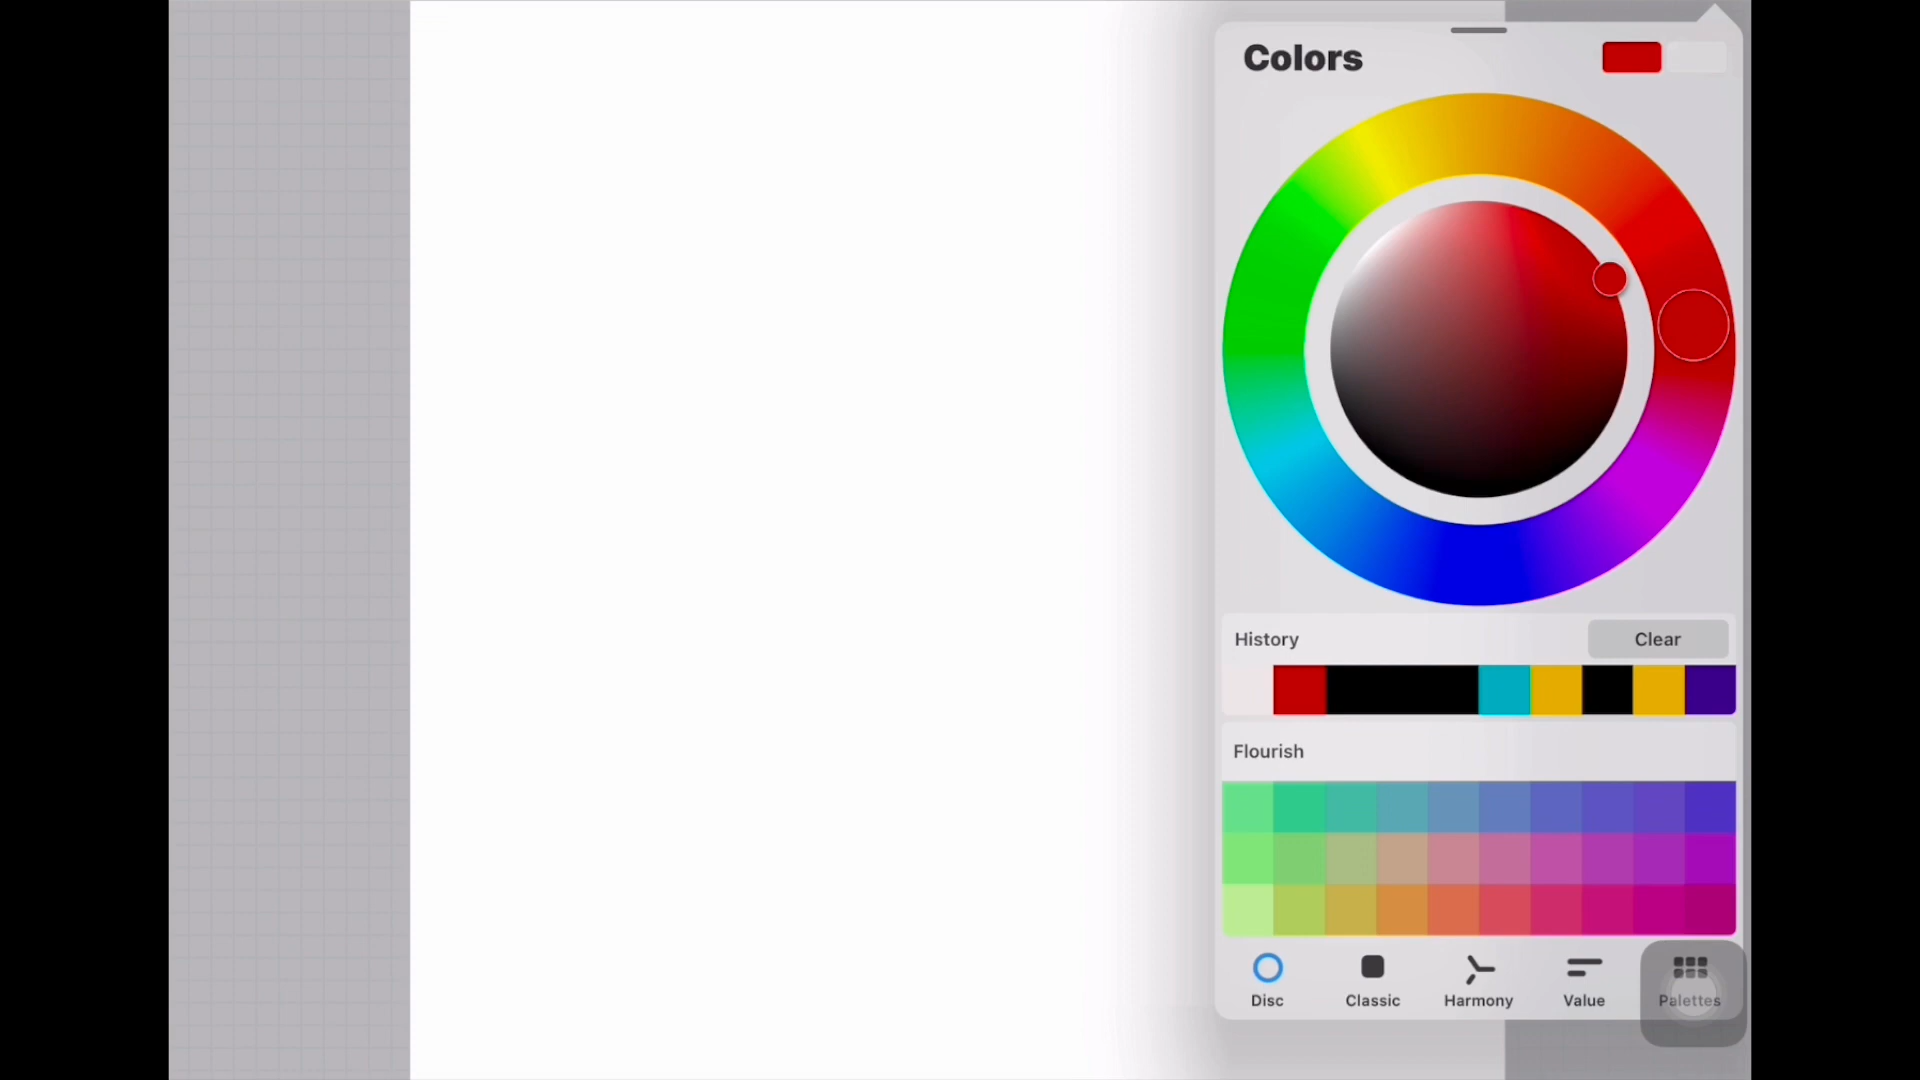 Colors
History
Clear
Flourish
Disc
Classic
Harmony
Value
Palettes